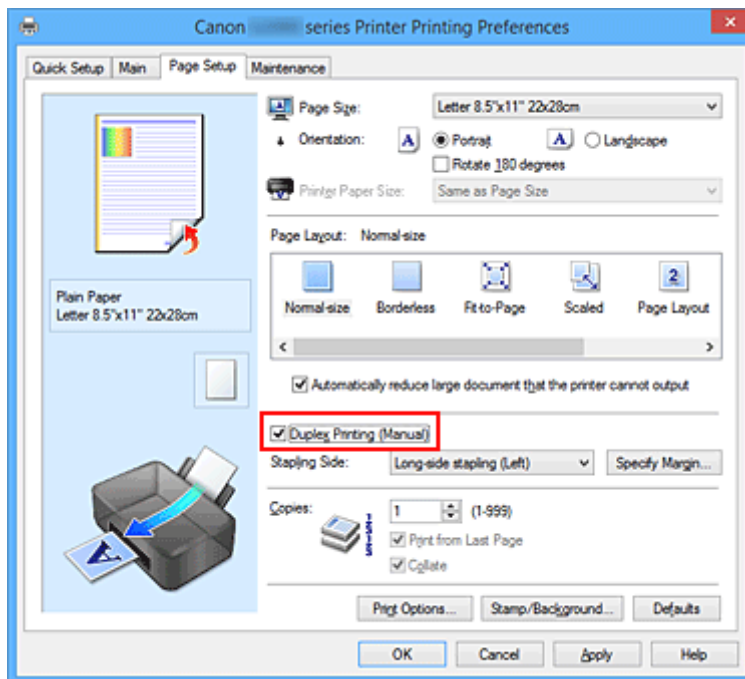 Canon series Printer Printing Preferences
Quick Setup Main Page Setup Maintenance
Page Size: Letter 8.5"x11" 22x28cm
Orientation: A Portrait A Landscape
Rotate 180 degrees
Printer Paper Size: Same as Page Size
Page Layout: Normal-size
2
Normal-size Borderless Fit-to-Page Scaled Page Layout
Plain Paper
Letter 8.5"x11" 22x28cm
Automatically reduce large document that the printer cannot output
Duplex Printing (Manual)
Stapling Side: Long-side stapling (Left) Specify Margin...
Copies: 1 (1-999)
Print from Last Page
Collate
A
Print Options... Stamp/Background... Defaults
OK Cancel Apply Help